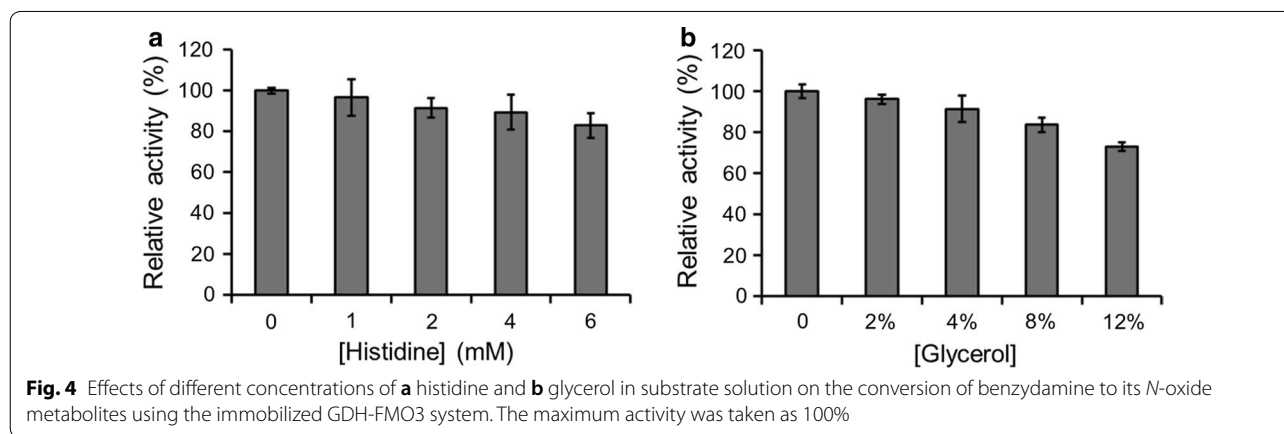 a
120
100
80
60
40
20
0
Relative activity (%)
0 1 2 4 6
[Histidine] (mM)
b
120
100
80
60
40
20
0
Relative activity (%)
0 2% 4% 8% 12%
[Glycerol]
Fig. 4 Effects of different concentrations of a histidine and b glycerol in substrate solution on the conversion of benzydamine to its N-oxide
metabolites using the immobilized GDH-FMO3 system. The maximum activity was taken as 100%